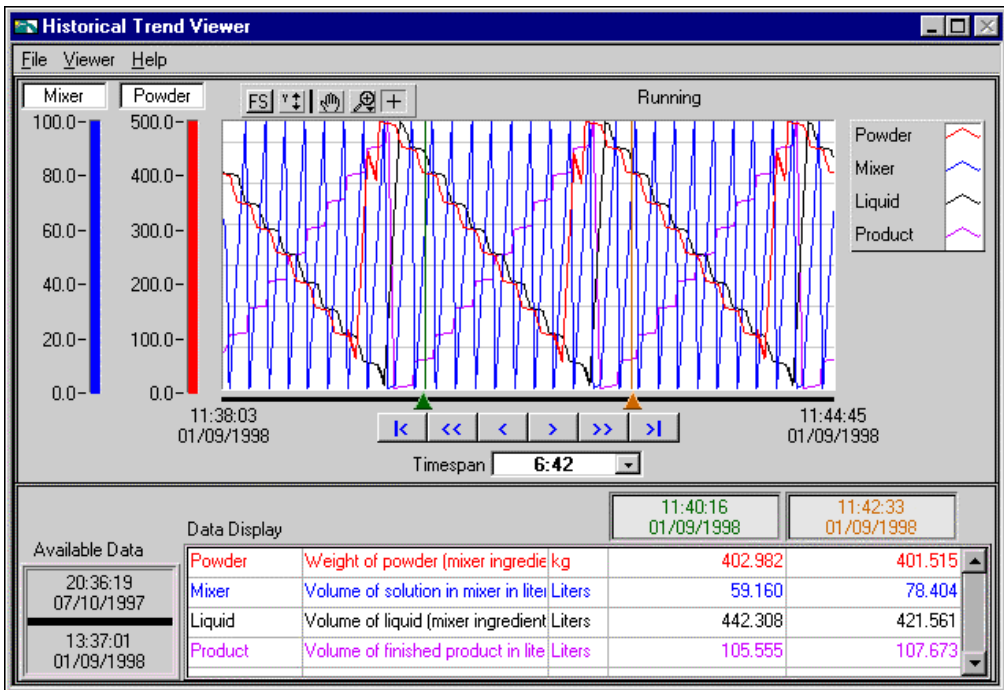 Historical Trend Viewer
File Viewer Help
Mixer Powder FS Y Running
100.0 500.0
80.0 400.0
60.0 300.0
40.0 200.0
20.0 100.0
0.0 0.0
Powder
Mixer
Liquid
Product
11:38:03 11:44:45
01/09/1998 01/09/1998
|< << < > >> >|
Timespan 6:42
11:40:16 11:42:33
01/09/1998 01/09/1998
Data Display
Available Data
20:36:19
07/10/1997
13:37:01
01/09/1998
Powder Weight of powder (mixer ingredie kg 402.982 401.515
Mixer Volume of solution in mixer in liter Liters 59.160 78.404
Liquid Volume of liquid (mixer ingredient Liters 442.308 421.561
Product Volume of finished product in lite Liters 105.555 107.673